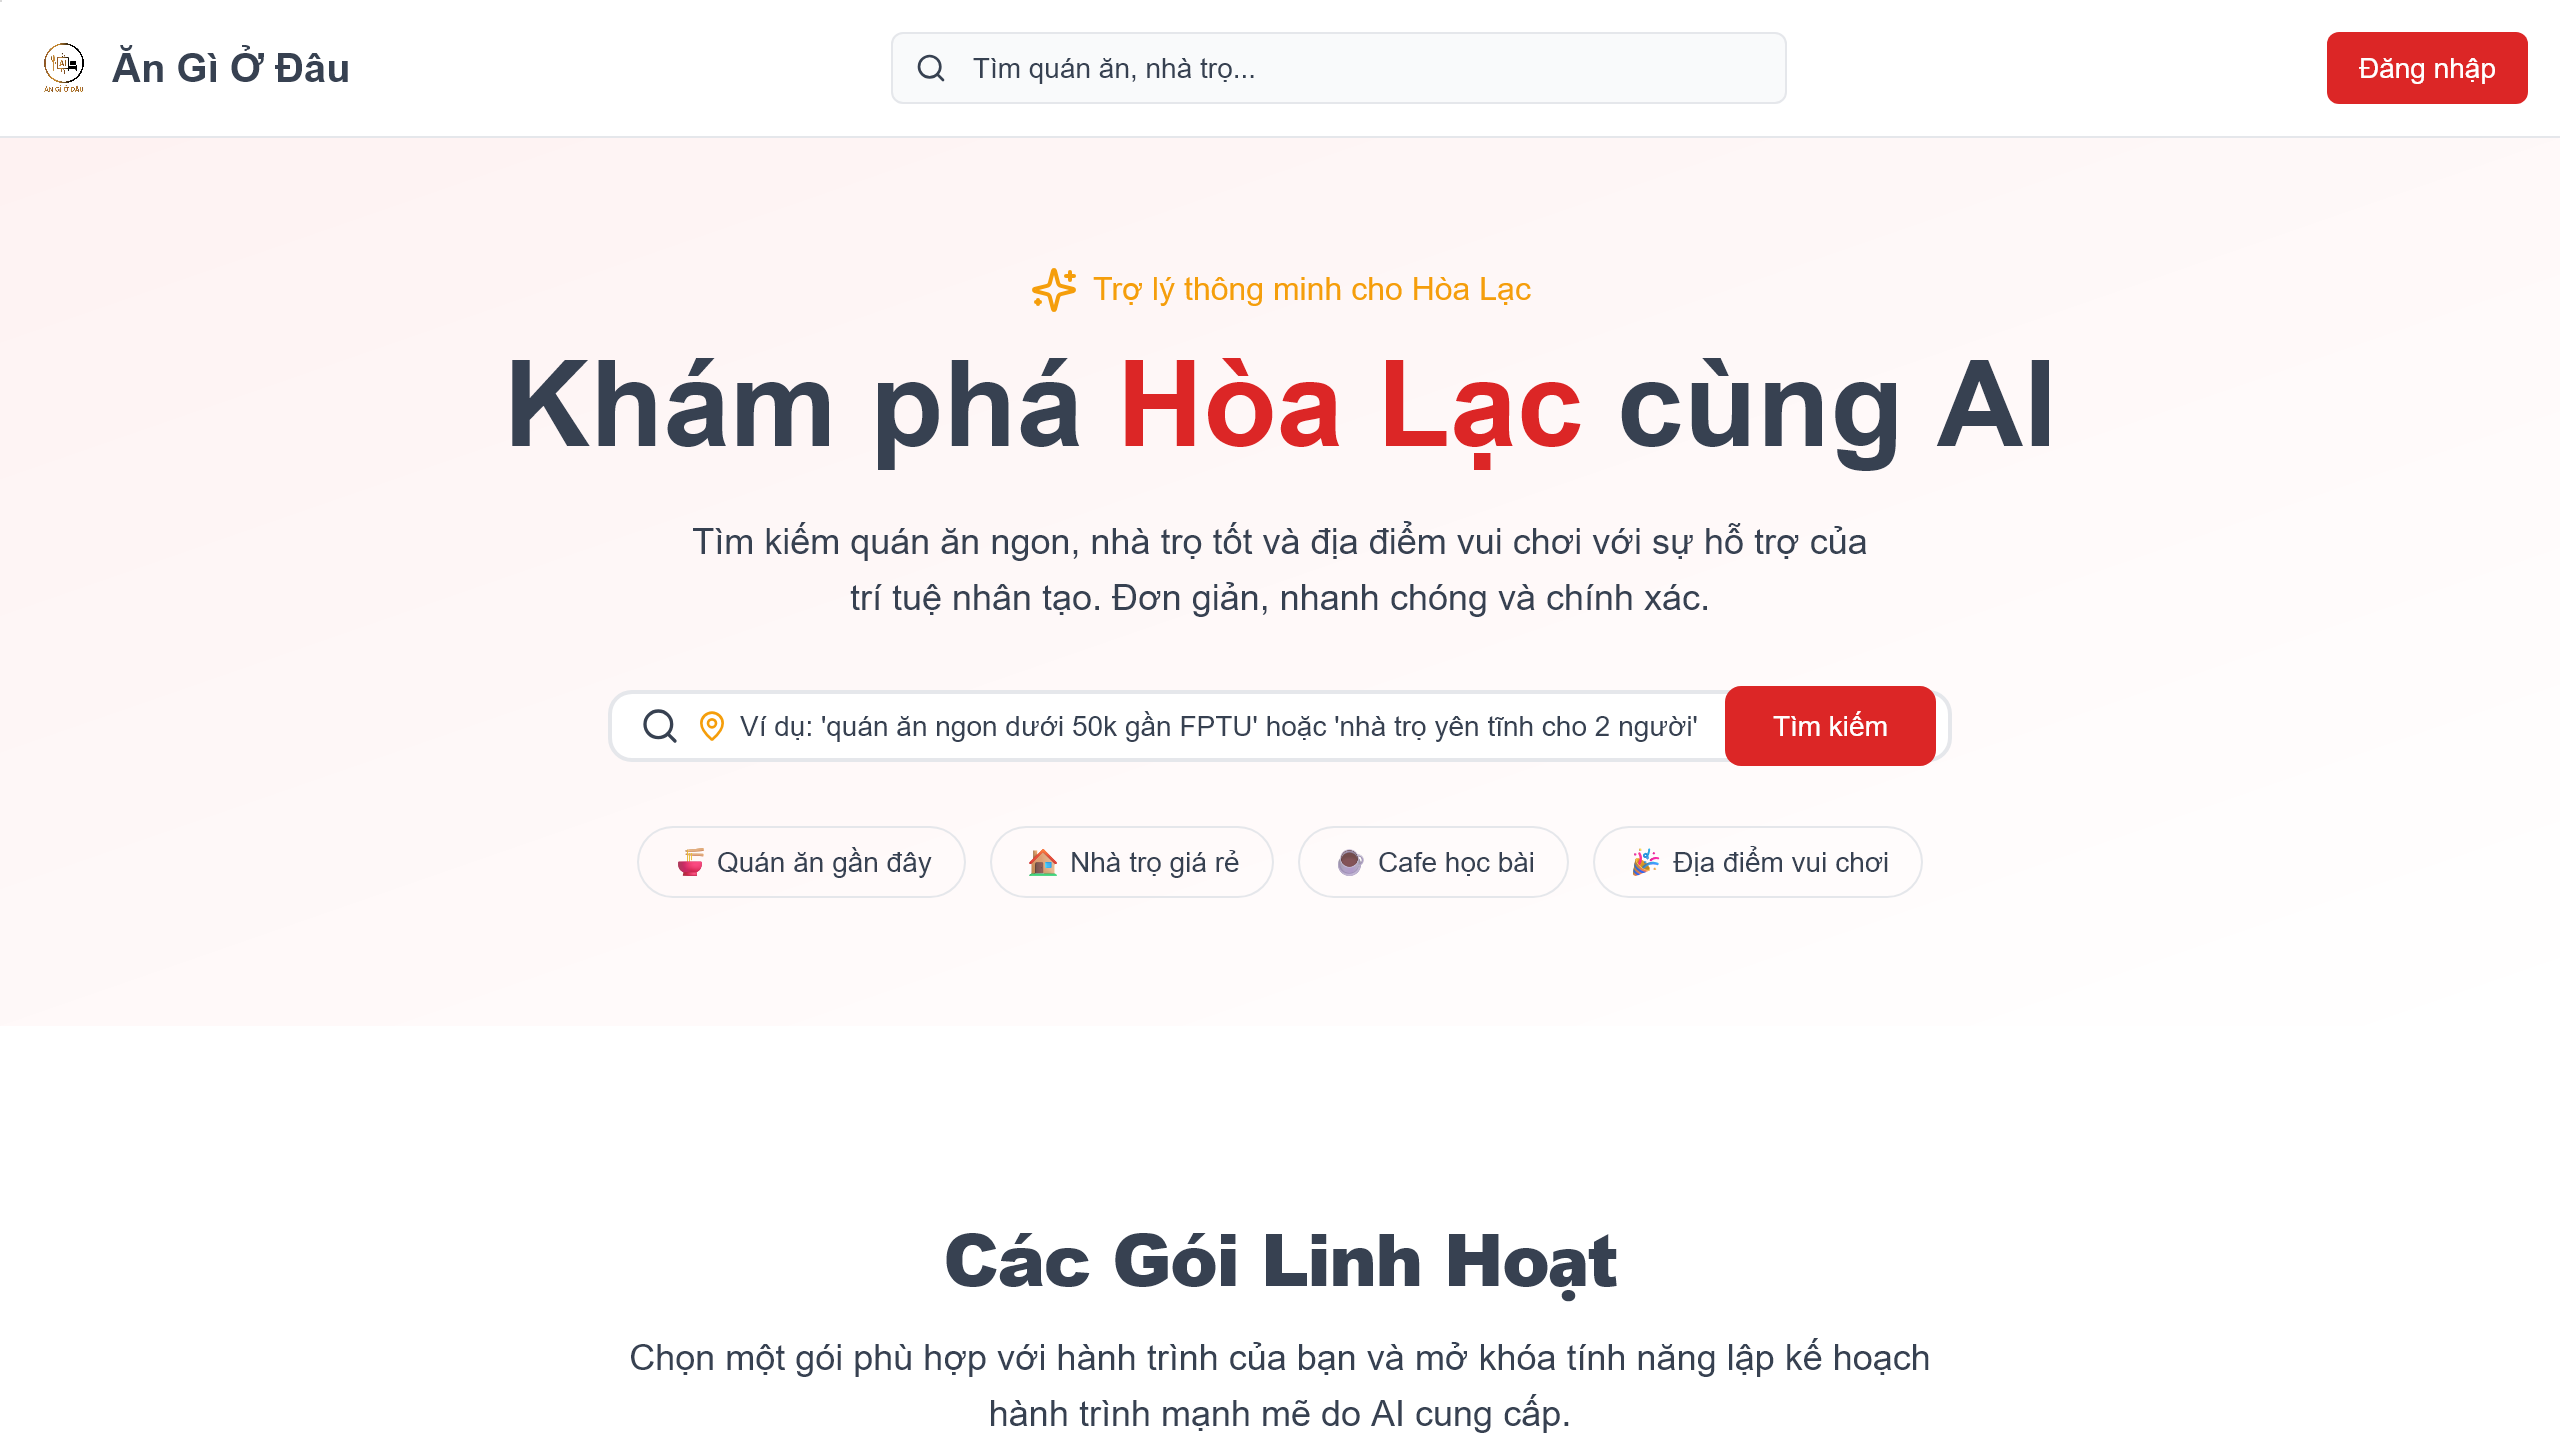 ĂN GÌ Ở ĐÂU
Ăn Gì Ở Đâu
Tìm quán ăn, nhà trọ...
Đăng nhập
Trợ lý thông minh cho Hòa Lạc
Khám phá Hòa Lạc cùng AI
Tìm kiếm quán ăn ngon, nhà trọ tốt và địa điểm vui chơi với sự hỗ trợ của
trí tuệ nhân tạo. Đơn giản, nhanh chóng và chính xác.
Ví dụ: 'quán ăn ngon dưới 50k gần FPTU' hoặc 'nhà trọ yên tĩnh cho 2 người'
Tìm kiếm
Quán ăn gần đây
Nhà trọ giá rẻ
Cafe học bài
Địa điểm vui chơi
Các Gói Linh Hoạt
Chọn một gói phù hợp với hành trình của bạn và mở khóa tính năng lập kế hoạch
hành trình mạnh mẽ do AI cung cấp.